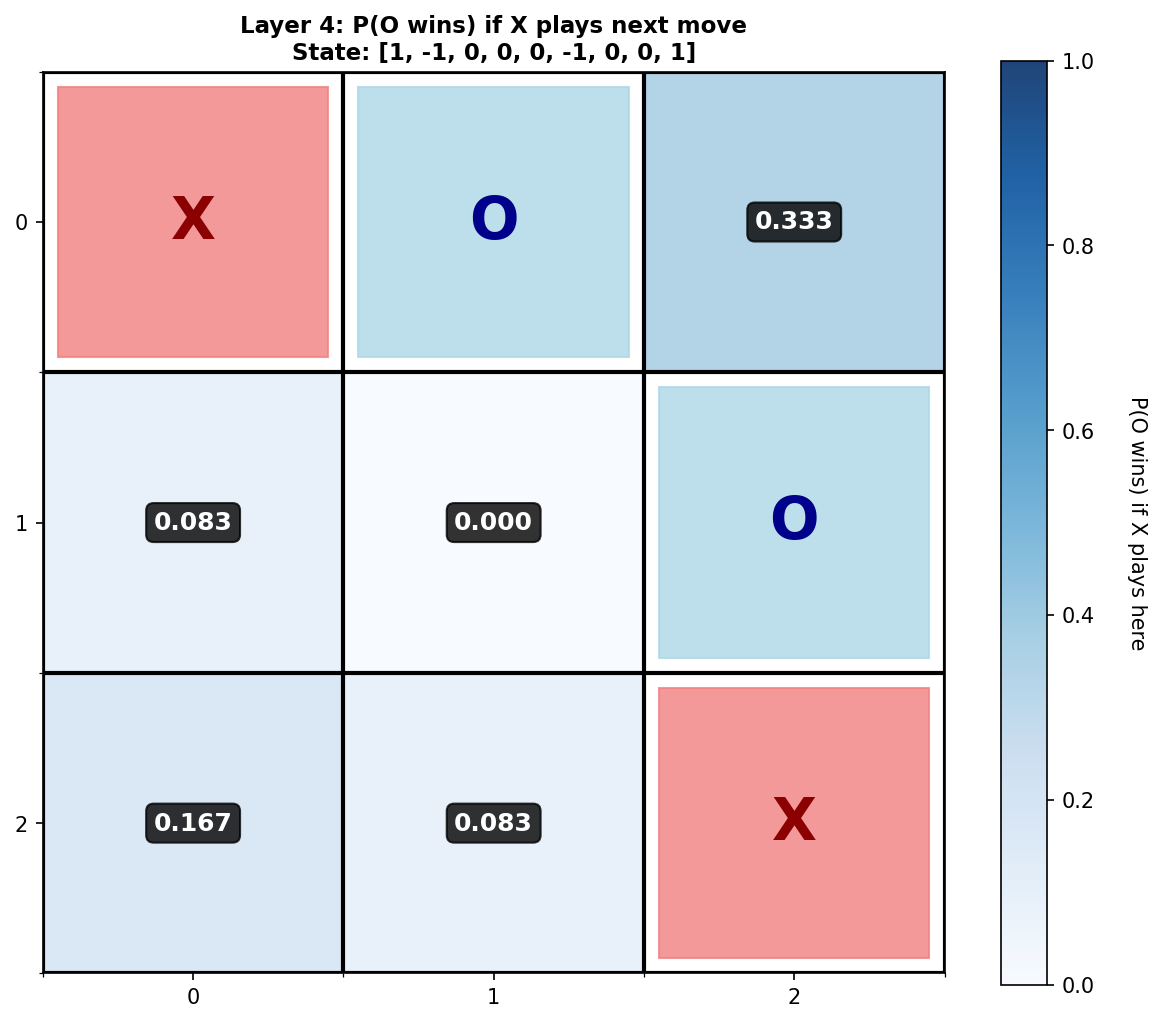 Layer 4: P(O wins) if X plays next move
State: [1, -1, 0, 0, 0, -1, 0, 0, 1]
X
O
0.333
0.083
0.000
O
0.167
0.083
X
0
1
2
0
1
2
1.0
0.8
0.6
0.4
0.2
0.0
P(O wins) if X plays here